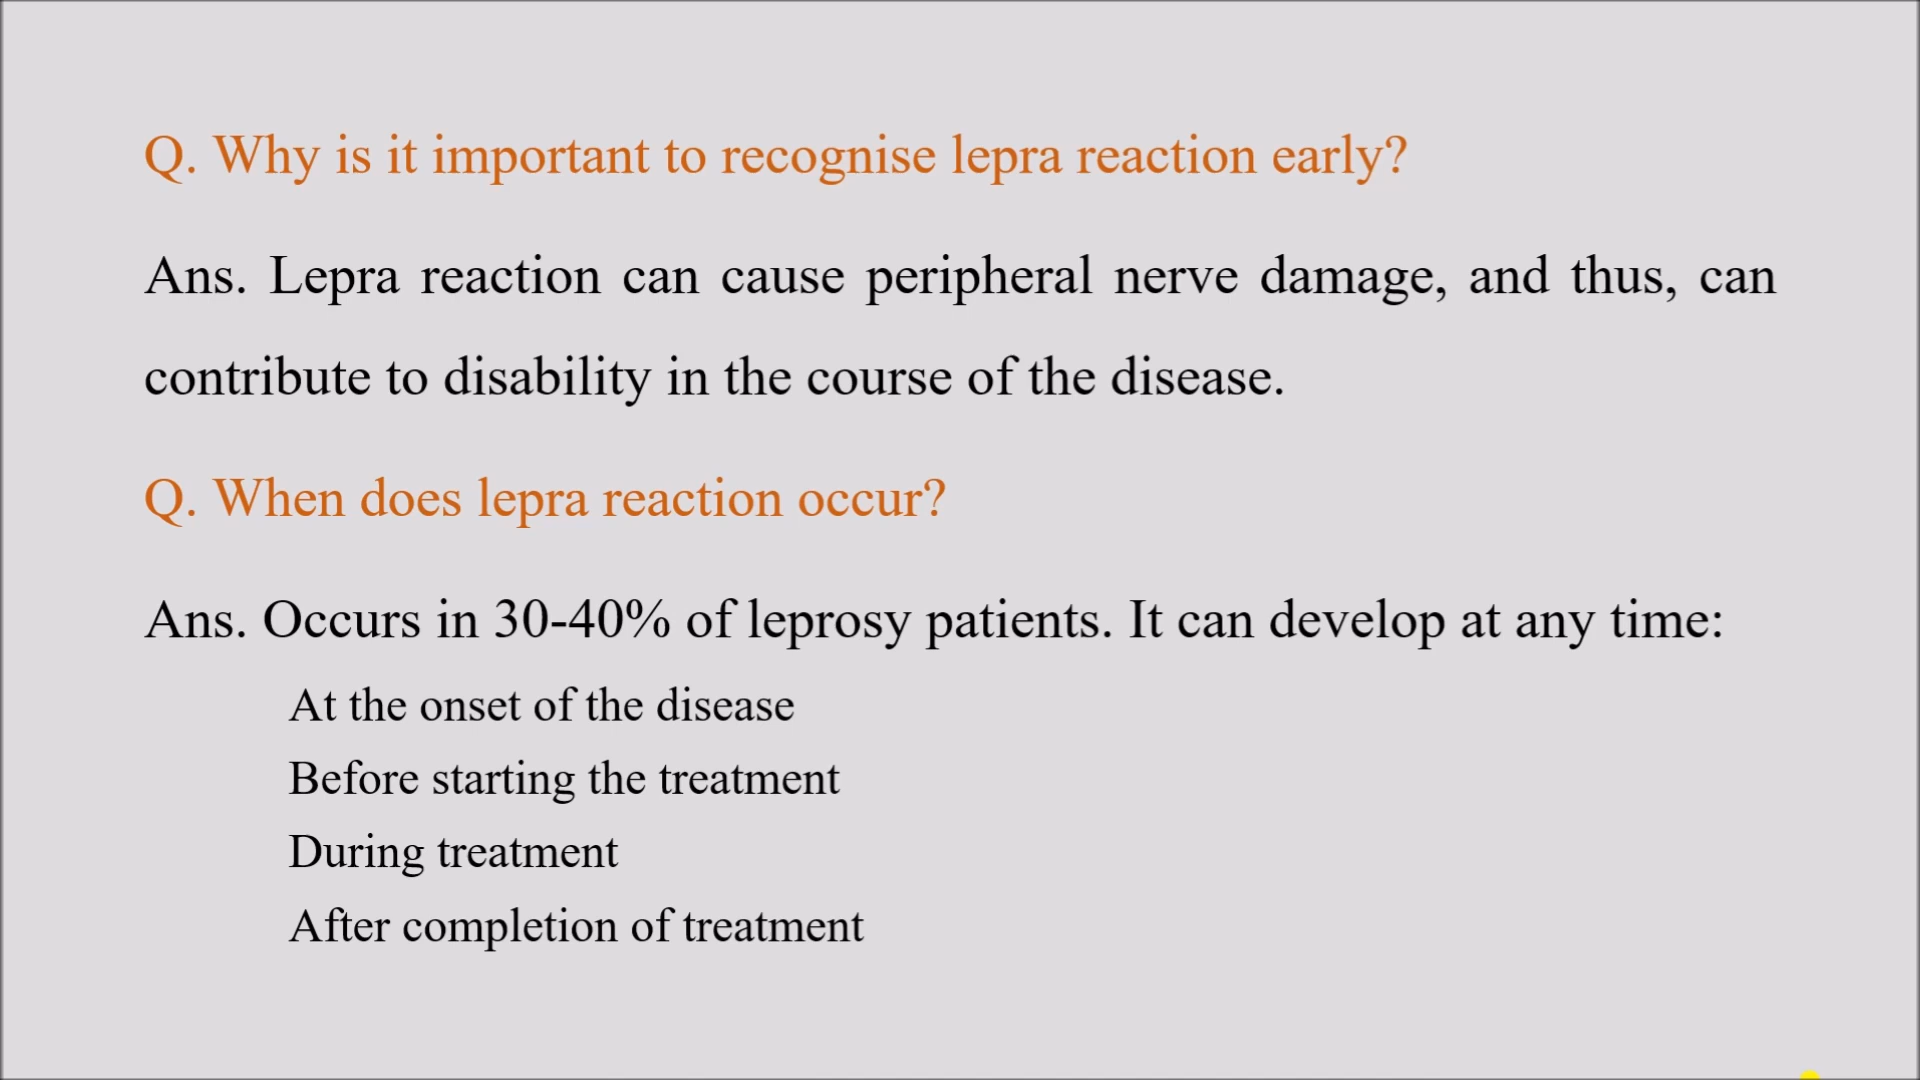 Q. Why is it important to recognise lepra reaction early?
Ans. Lepra reaction can cause peripheral nerve damage, and thus, can
contribute to disability in the course of the disease.
Q. When does lepra reaction occur?
Ans. Occurs in 30-40% of leprosy patients. It can develop at any time:
At the onset of the disease
Before starting the treatment
During treatment
After completion of treatment